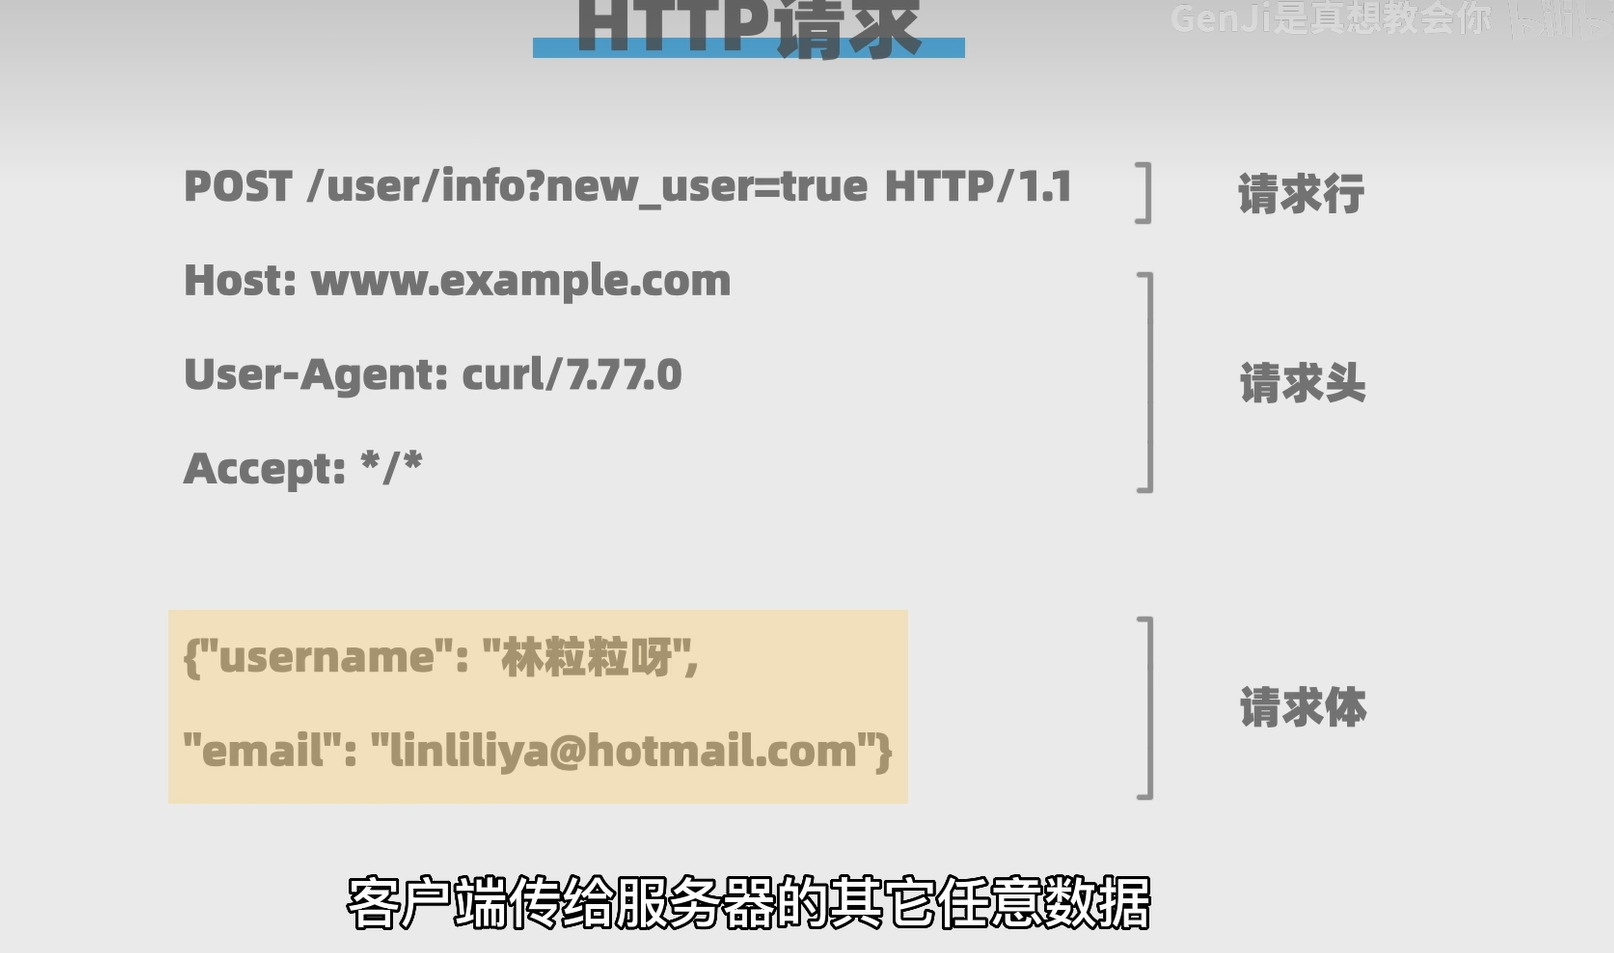 HTTP请求
GenJi是真想教会你
POST /user/info?new_user=true HTTP/1.1
请求行
Host: www.example.com
User-Agent: curl/7.77.0
请求头
Accept: */*
{"username": "林粒粒呀",
"email": "linliliya@hotmail.com"}
请求体
客户端传给服务器的其它任意数据